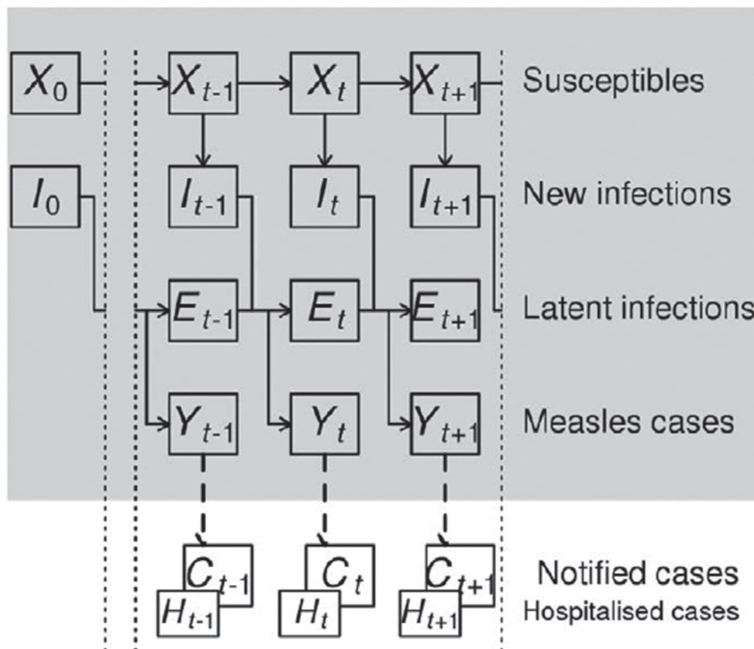 X0 Xt-1 Xt Xt+1 Susceptibles
I0 It-1 It It+1 New infections
Et-1 Et Et+1 Latent infections
Yt-1 Yt Yt+1 Measles cases
Ct-1 Ct Ct+1 Notified cases
Ht-1 Ht Ht+1 Hospitalised cases